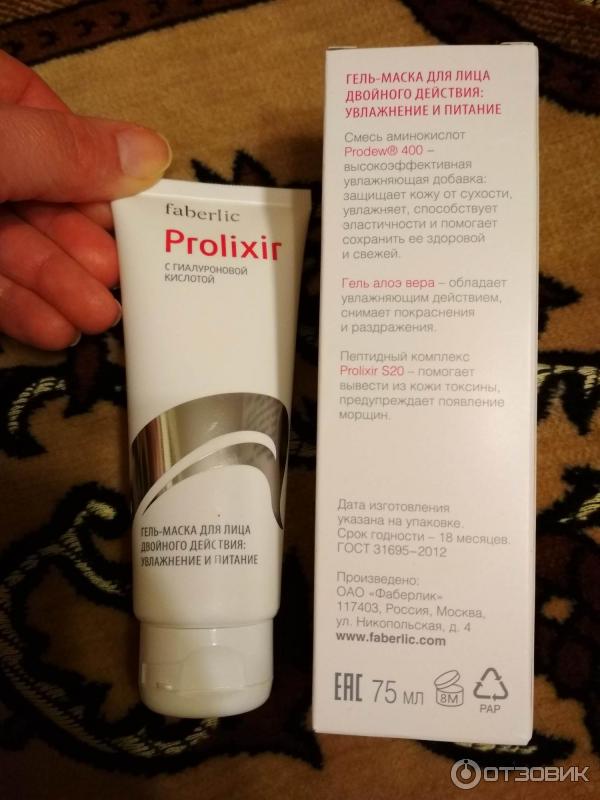 faberlic
Prolixir
С ГИАЛУРОНОВОЙ
КИСЛОТОЙ
ГЕЛЬ-МАСКА ДЛЯ ЛИЦА
ДВОЙНОГО ДЕЙСТВИЯ:
УВЛАЖНЕНИЕ И ПИТАНИЕ
ГЕЛЬ-МАСКА ДЛЯ ЛИЦА
ДВОЙНОГО ДЕЙСТВИЯ:
УВЛАЖНЕНИЕ И ПИТАНИЕ
Смесь аминокислот
Prodew® 400 –
высокоэффективная
увлажняющая добавка:
защищает кожу от сухости,
увлажняет, способствует
эластичности и помогает
сохранить ее здоровой
и свежей.
Гель алоэ вера – обладает
увлажняющим действием,
снимает покраснения
и раздражения.
Пептидный комплекс
Prolixir S20 – помогает
вывести из кожи токсины,
предупреждает появление
морщин.
Дата изготовления
указана на упаковке.
Срок годности – 18 месяцев.
ГОСТ 31695–2012
Произведено:
ОАО «Фаберлик»
117403, Россия, Москва,
ул. Никопольская, д. 4
www.faberlic.com
EAC 75 мл 8M
PAP
ОТЗОВИК